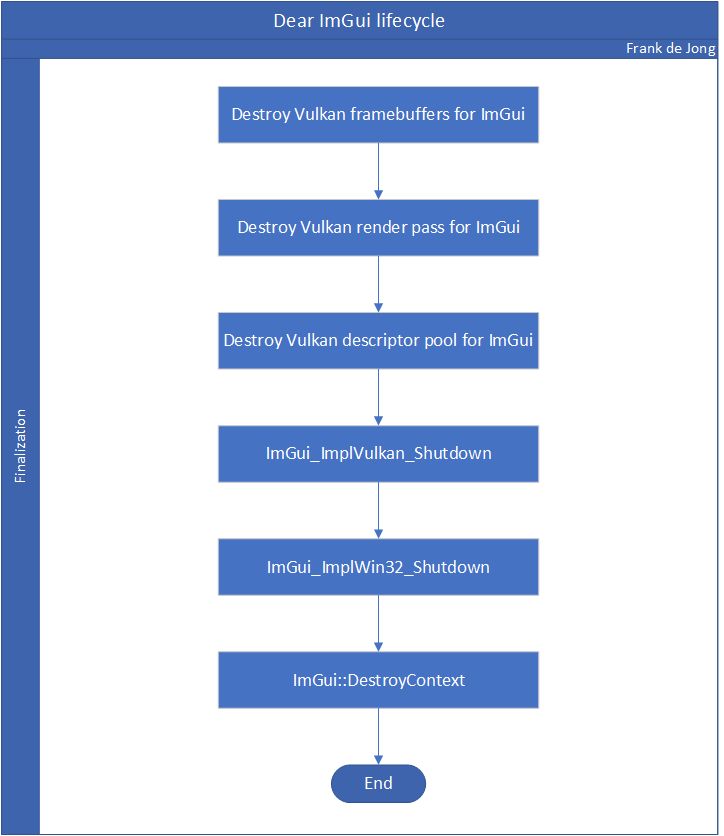 Dear ImGui lifecycle
Frank de Jong
Finalization
Destroy Vulkan framebuffers for ImGui
Destroy Vulkan render pass for ImGui
Destroy Vulkan descriptor pool for ImGui
ImGui_ImplVulkan_Shutdown
ImGui_ImplWin32_Shutdown
ImGui::DestroyContext
End